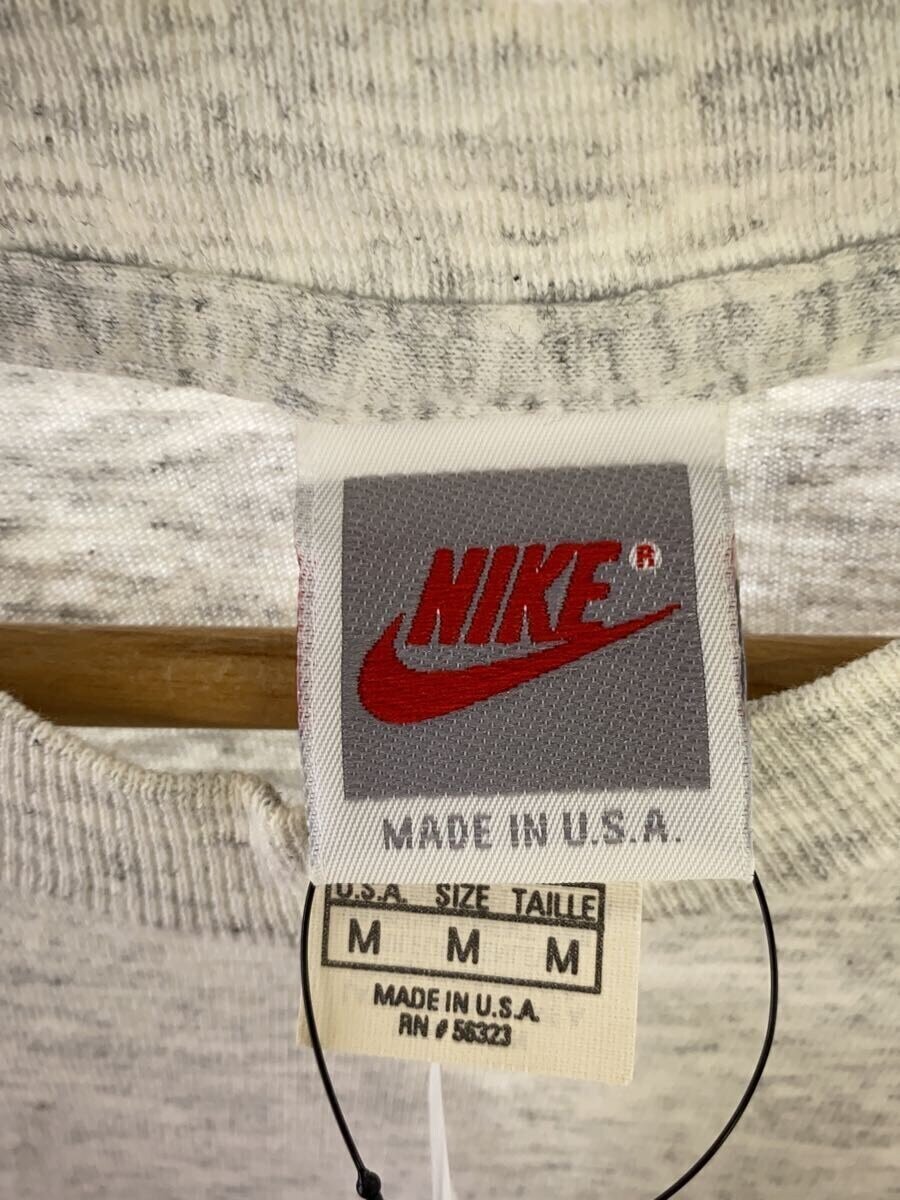 NIKE®
MADE IN U.S.A.
U.S.A. SIZE TAILLE
M M M
MADE IN U.S.A.
RN # 56323